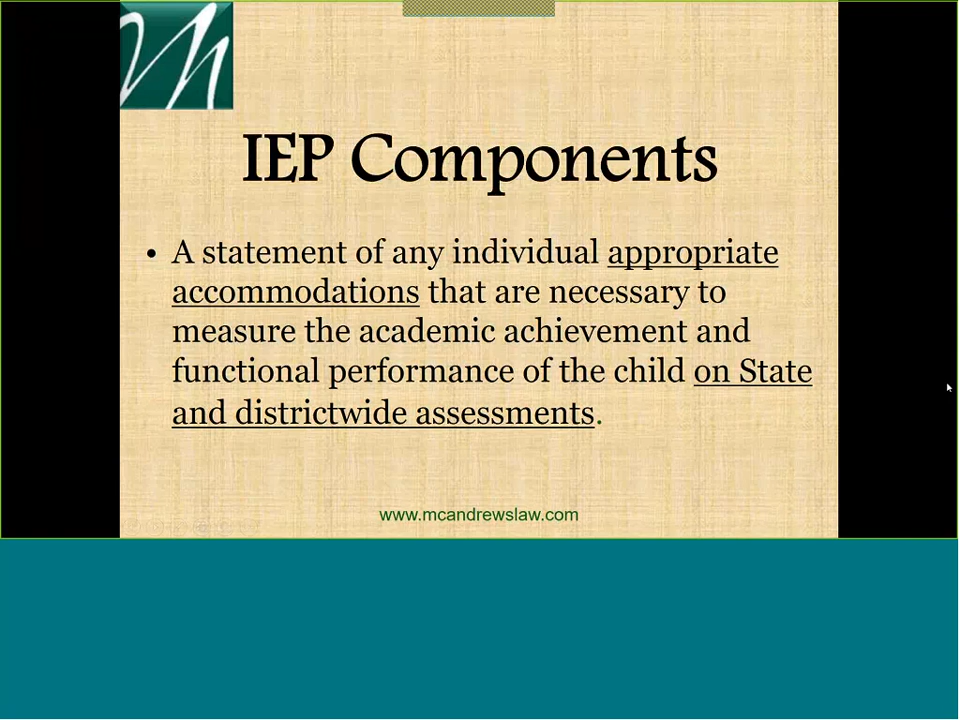 IEP Components
• A statement of any individual appropriate
accommodations that are necessary to
measure the academic achievement and
functional performance of the child on State
and districtwide assessments.
www.mcandrewslaw.com